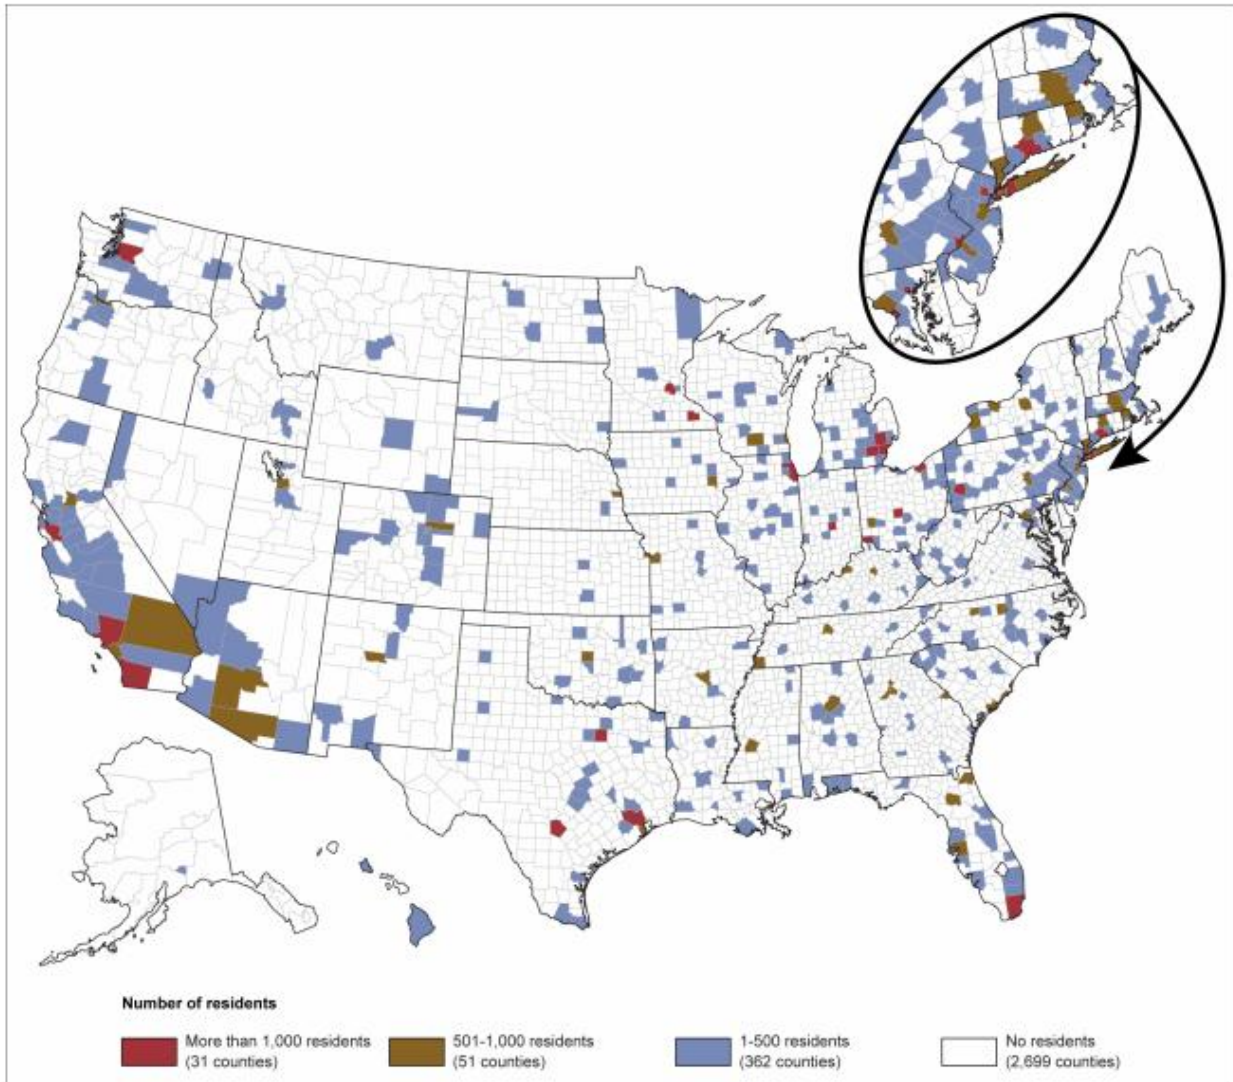 Number of residents
More than 1,000 residents
(31 counties)
501-1,000 residents
(51 counties)
1-500 residents
(362 counties)
No residents
(2,699 counties)